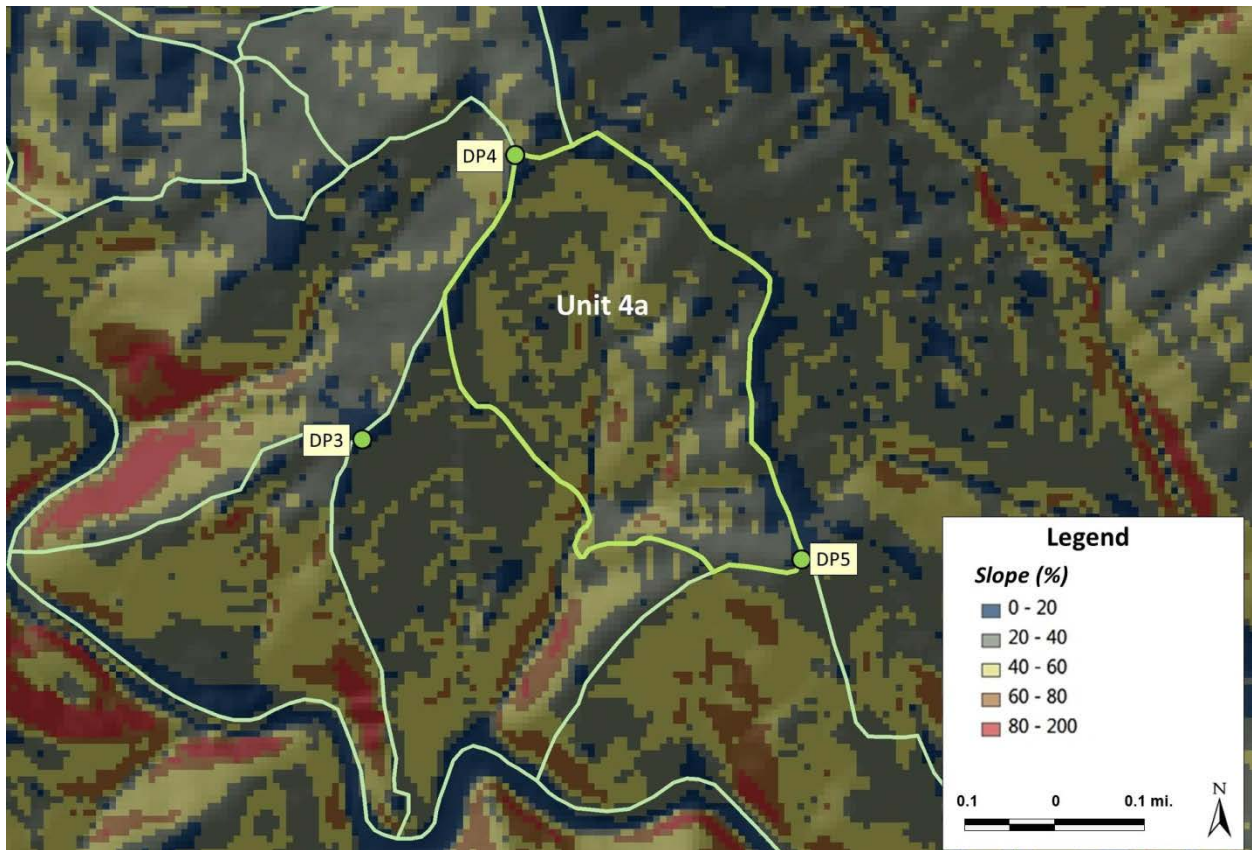 DP4
Unit 4a
DP3
DP5
Legend
Slope (%)
0 - 20
20 - 40
40 - 60
60 - 80
80 - 200
0.1 0 0.1 mi.
N